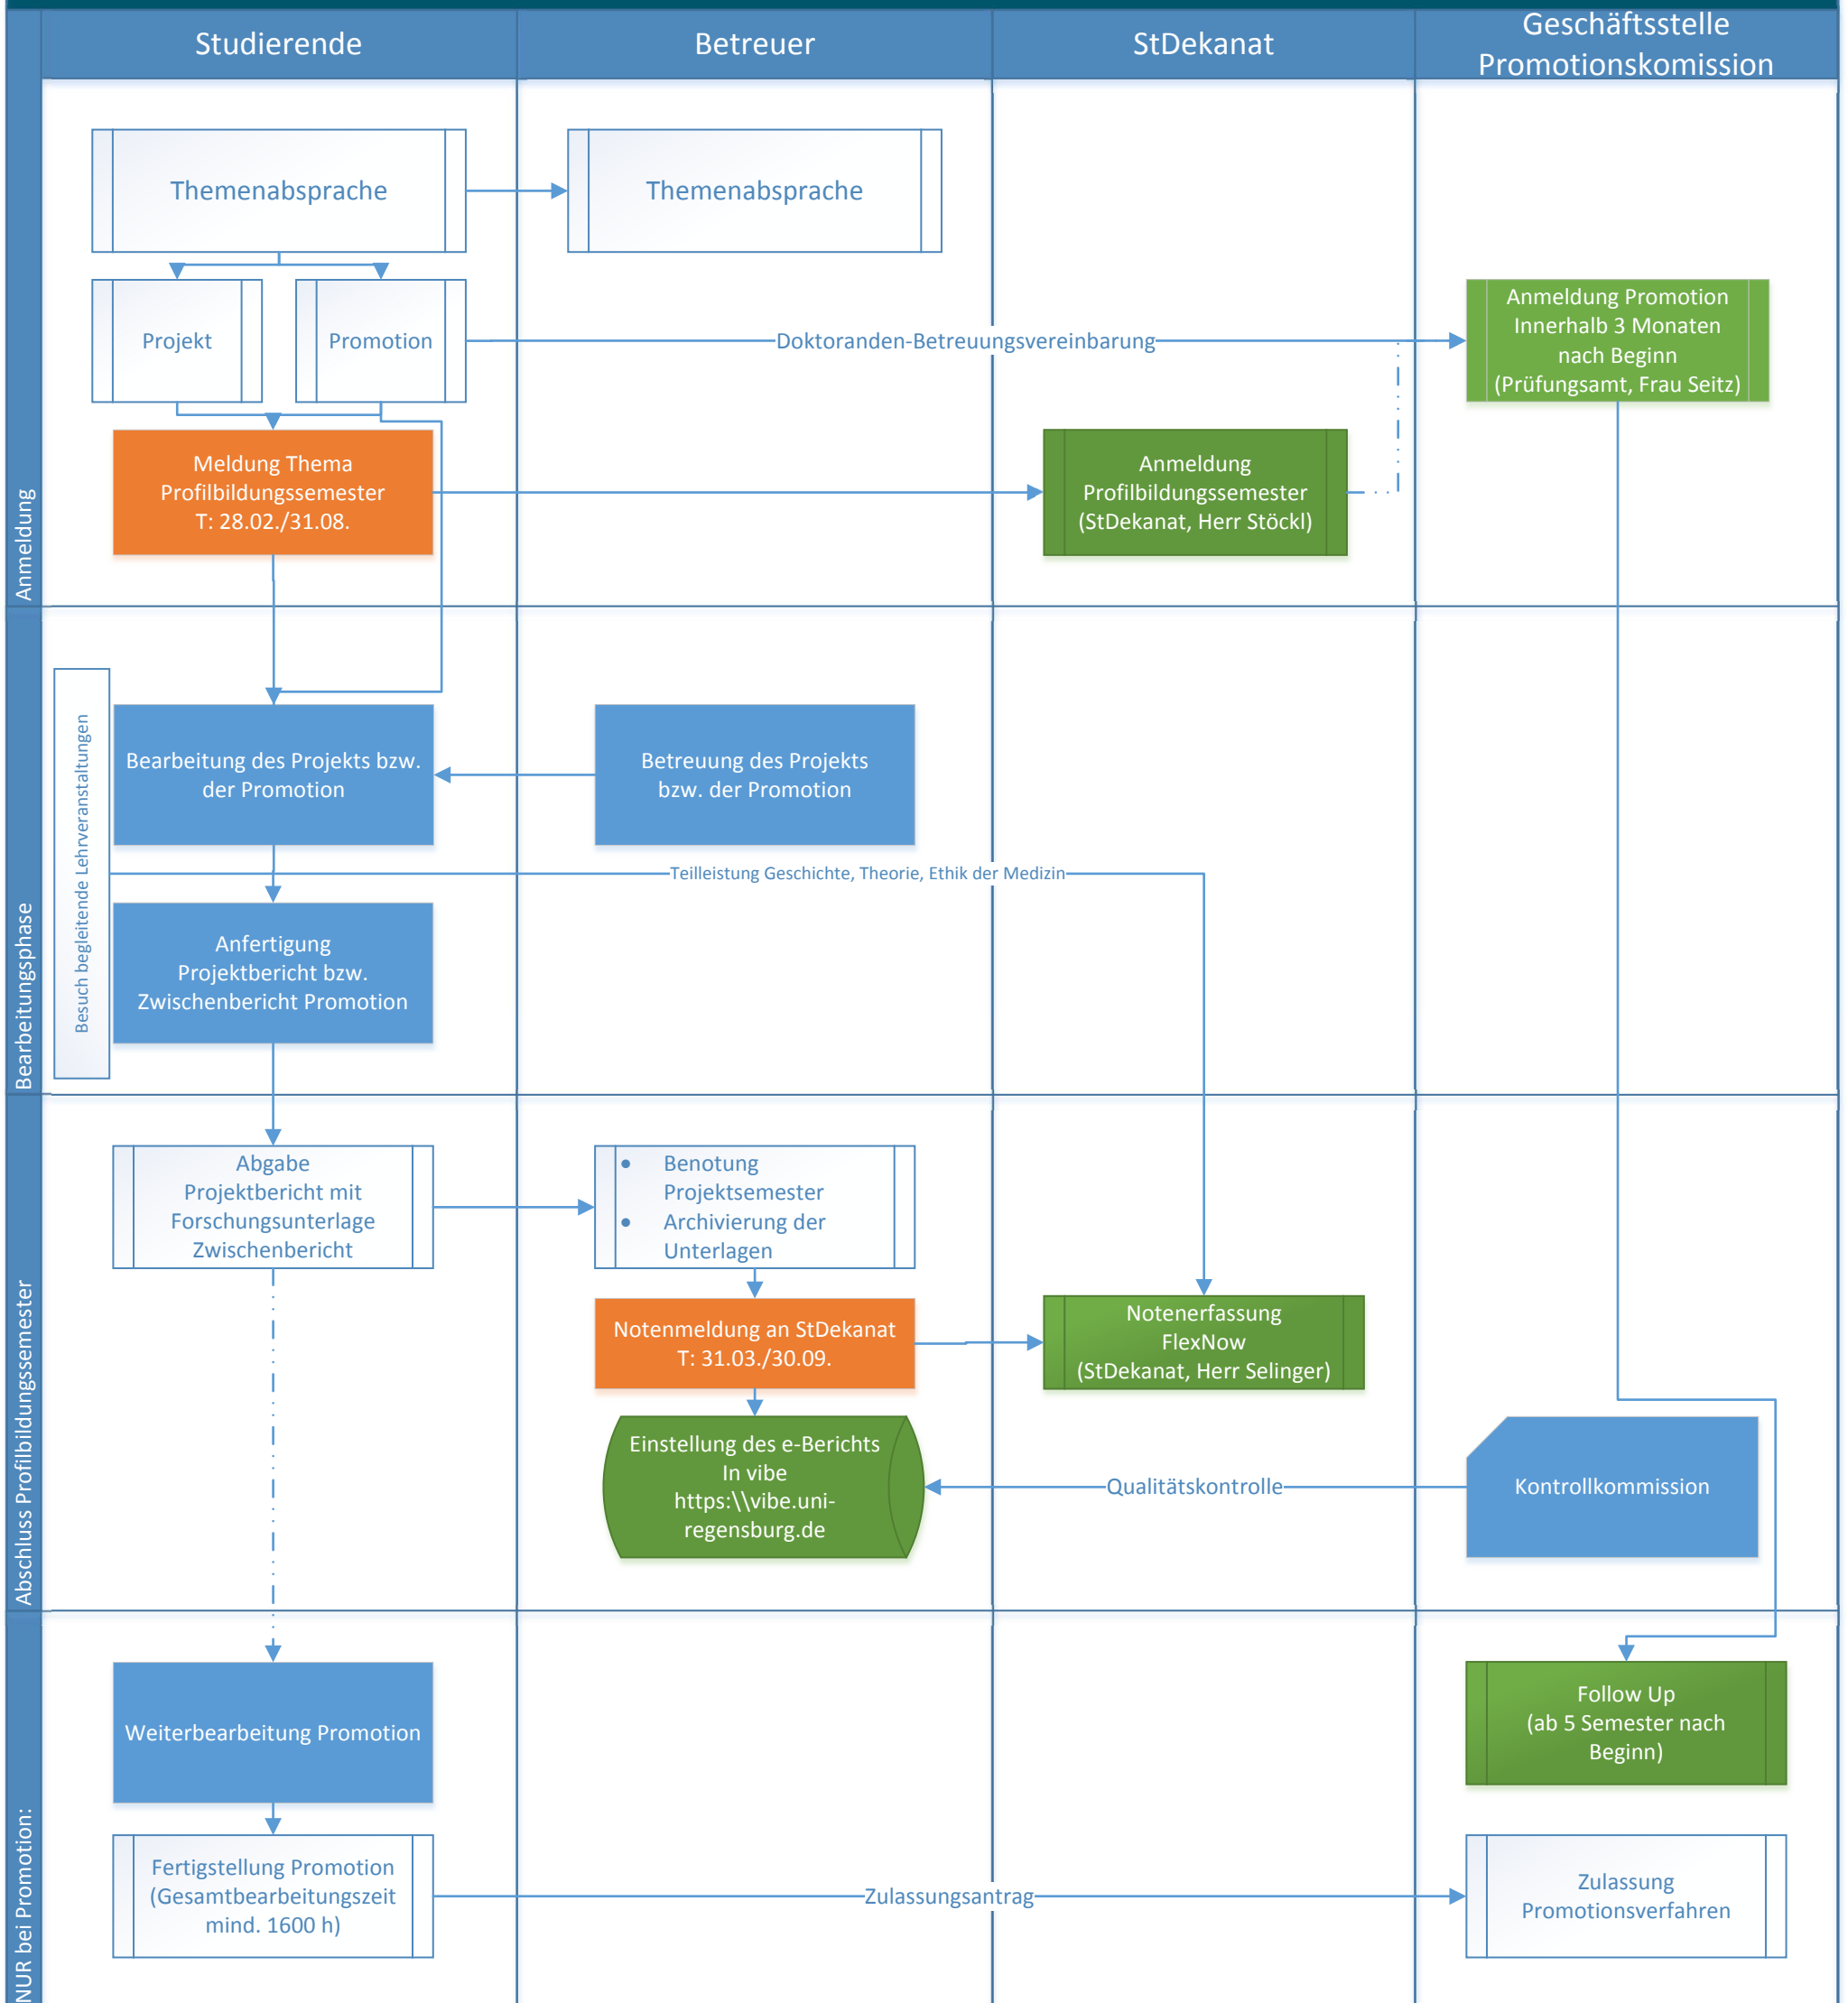 Studierende
Betreuer
StDekanat
Geschäftsstelle
Promotionskomission
Anmeldung
Themenabsprache
Themenabsprache
Projekt
Promotion
Doktoranden-Betreuungsvereinbarung
Anmeldung Promotion
Innerhalb 3 Monaten
nach Beginn
(Prüfungsamt, Frau Seitz)
Meldung Thema
Profilbildungssemester
T: 28.02./31.08.
Anmeldung
Profilbildungssemester
(StDekanat, Herr Stöckl)
Bearbeitungsphase
Besuch begleitende Lehrveranstaltungen
Bearbeitung des Projekts bzw.
der Promotion
Betreuung des Projekts
bzw. der Promotion
Teilleistung Geschichte, Theorie, Ethik der Medizin
Anfertigung
Projektbericht bzw.
Zwischenbericht Promotion
Abschluss Profilbildungssemester
Abgabe
Projektbericht mit
Forschungsunterlage
Zwischenbericht
• Benotung
Projektsemester
• Archivierung der
Unterlagen
Notenmeldung an StDekanat
T: 31.03./30.09.
Notenerfassung
FlexNow
(StDekanat, Herr Selinger)
Einstellung des e-Berichts
In vibe
https:\\vibe.uni-
regensburg.de
Qualitätskontrolle
Kontrollkommission
NUR bei Promotion:
Weiterbearbeitung Promotion
Follow Up
(ab 5 Semester nach
Beginn)
Fertigstellung Promotion
(Gesamtbearbeitungszeit
mind. 1600 h)
Zulassungsantrag
Zulassung
Promotionsverfahren